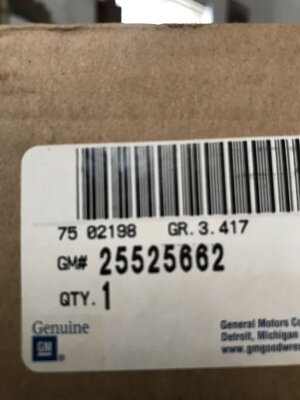 75 02198 GR. 3. 417
GM# 25525662
QTY. 1
Genuine
GM ®
General Motors Co
Detroit, Michigan
www.gmgoodwre